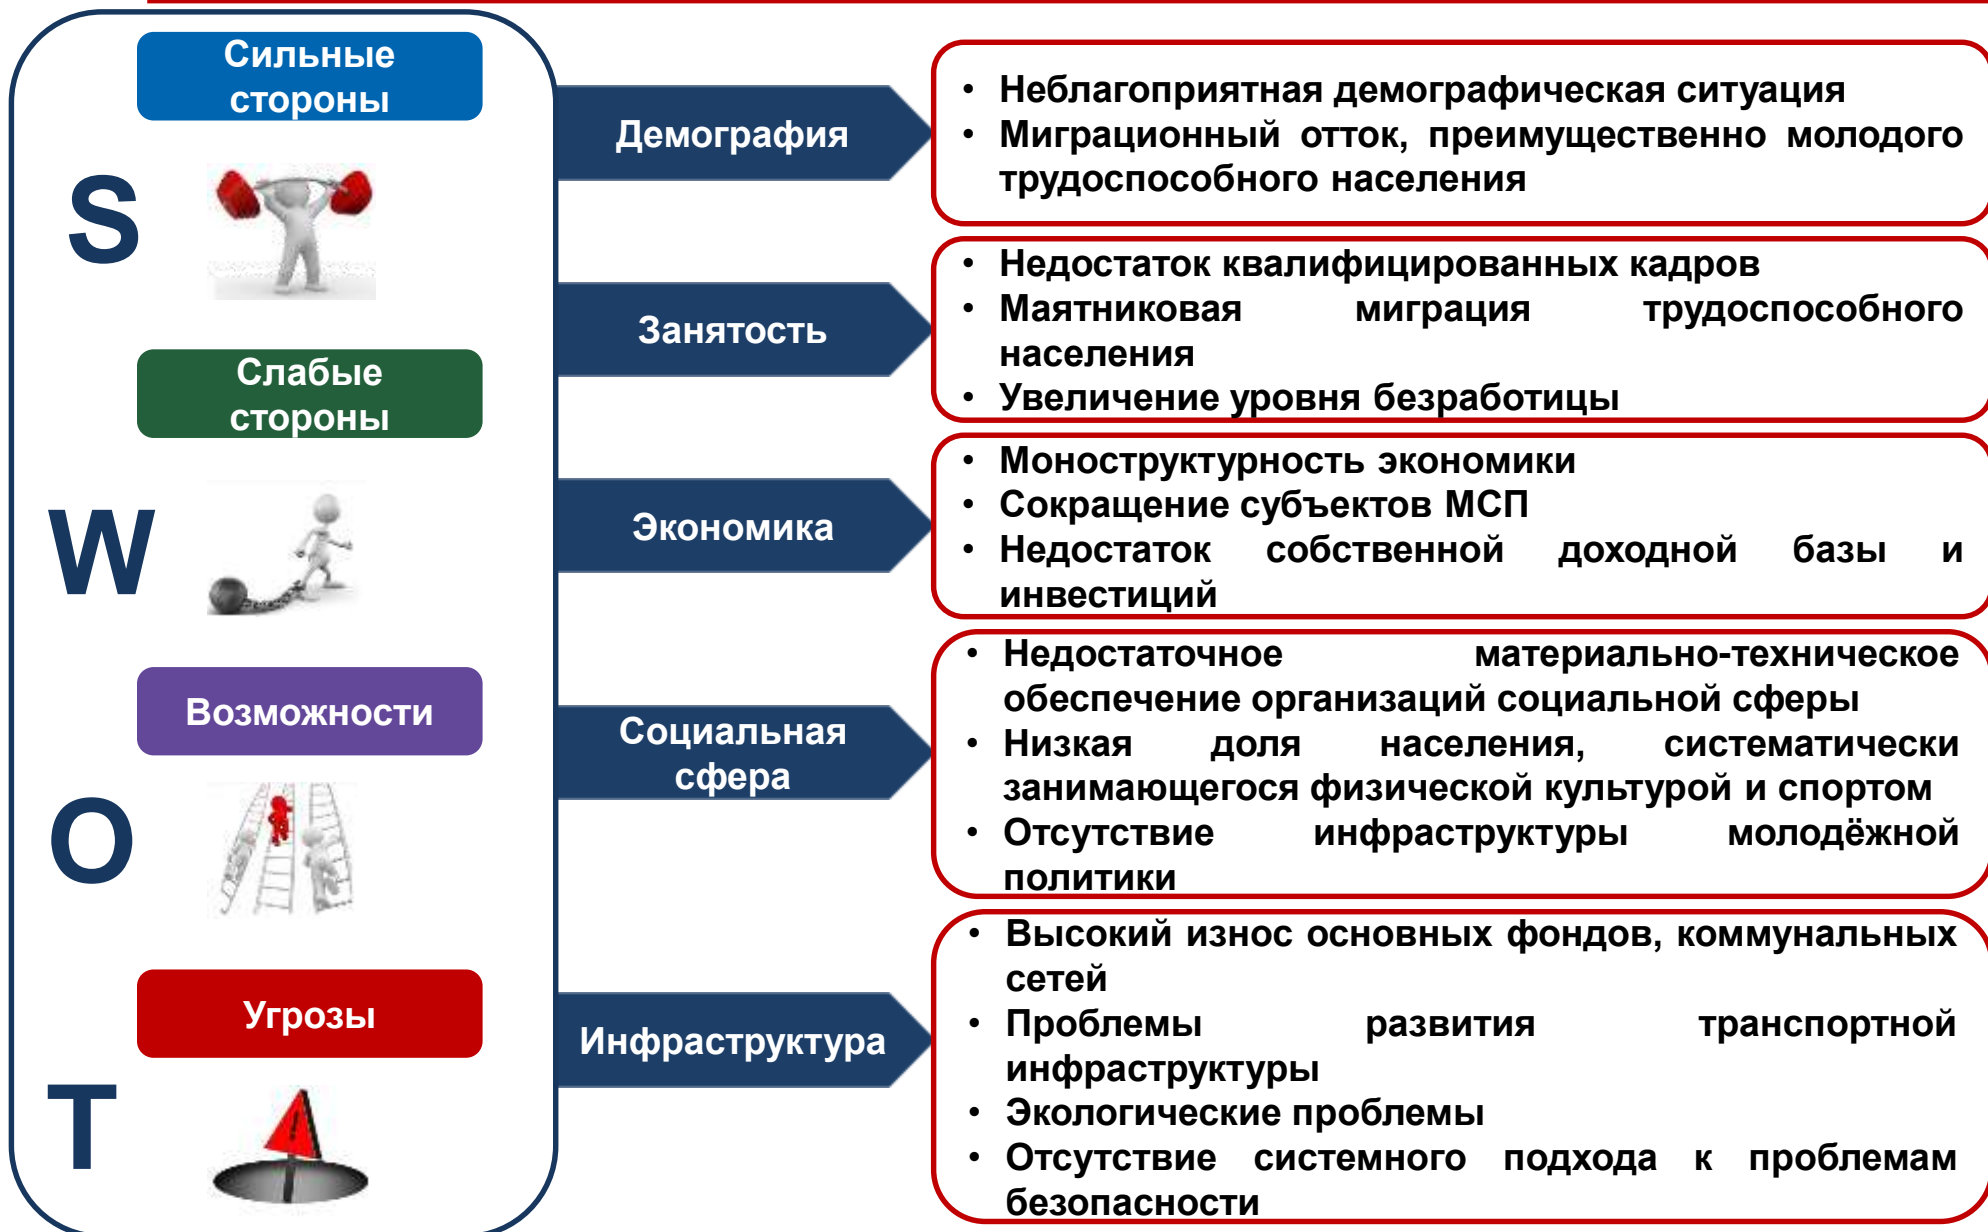 Сильные
стороны
S
Слабые
стороны
W
Возможности
O
Угрозы
T
Демография
• Неблагоприятная демографическая ситуация
• Миграционный отток, преимущественно молодого
трудоспособного населения
Занятость
• Недостаток квалифицированных кадров
• Маятниковая миграция трудоспособного
населения
• Увеличение уровня безработицы
Экономика
• Моноструктурность экономики
• Сокращение субъектов МСП
• Недостаток собственной доходной базы и
инвестиций
Социальная
сфера
• Недостаточное материально-техническое
обеспечение организаций социальной сферы
• Низкая доля населения, систематически
занимающегося физической культурой и спортом
• Отсутствие инфраструктуры молодёжной
политики
Инфраструктура
• Высокий износ основных фондов, коммунальных
сетей
• Проблемы развития транспортной
инфраструктуры
• Экологические проблемы
• Отсутствие системного подхода к проблемам
безопасности